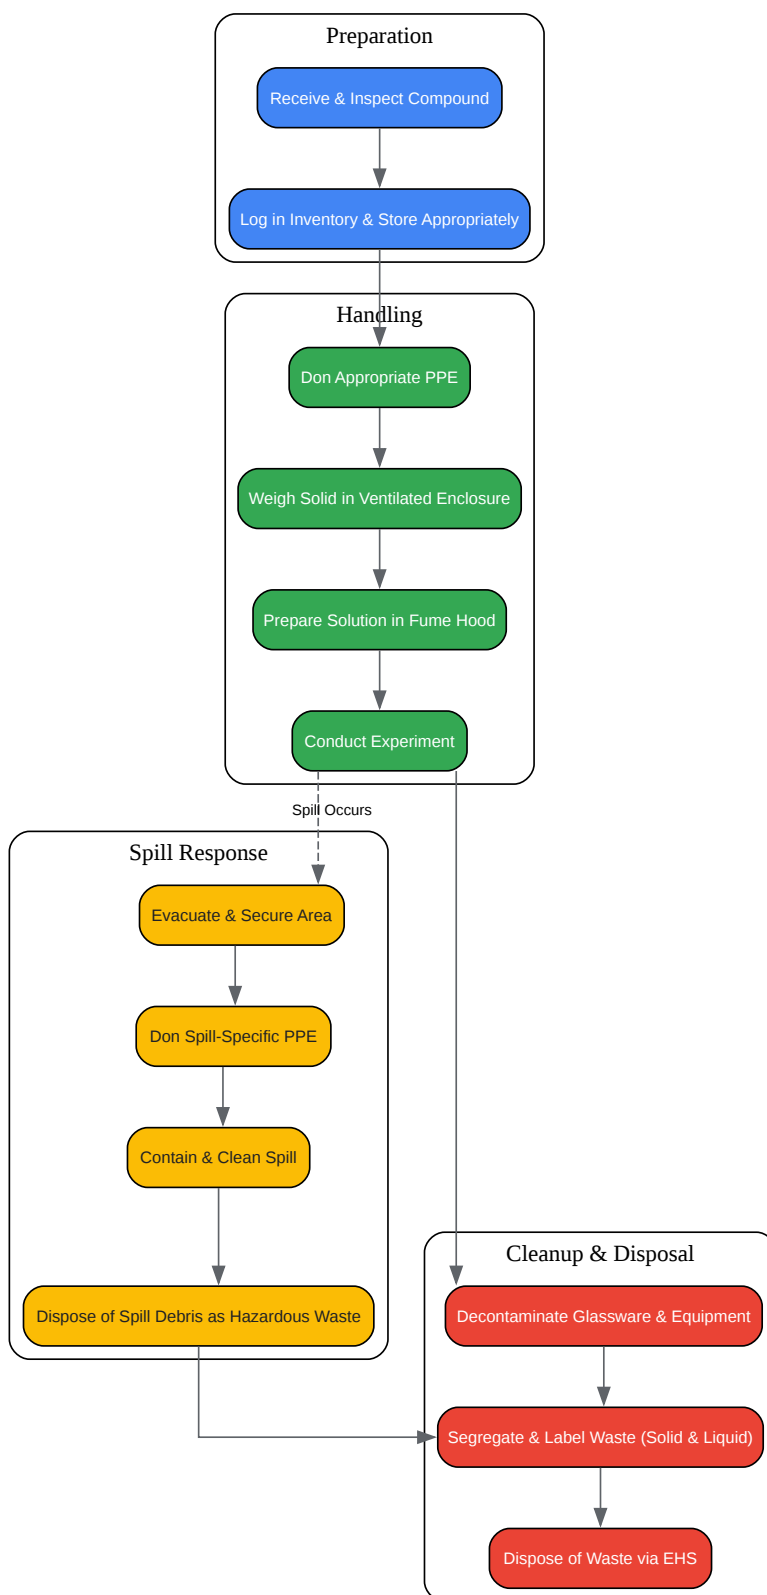 Preparation
Receive & Inspect Compound
Log in Inventory & Store Appropriately
Handling
Don Appropriate PPE
Weigh Solid in Ventilated Enclosure
Prepare Solution in Fume Hood
Conduct Experiment
Spill Occurs
Spill Response
Evacuate & Secure Area
Don Spill-Specific PPE
Contain & Clean Spill
Dispose of Spill Debris as Hazardous Waste
Cleanup & Disposal
Decontaminate Glassware & Equipment
Segregate & Label Waste (Solid & Liquid)
Dispose of Waste via EHS